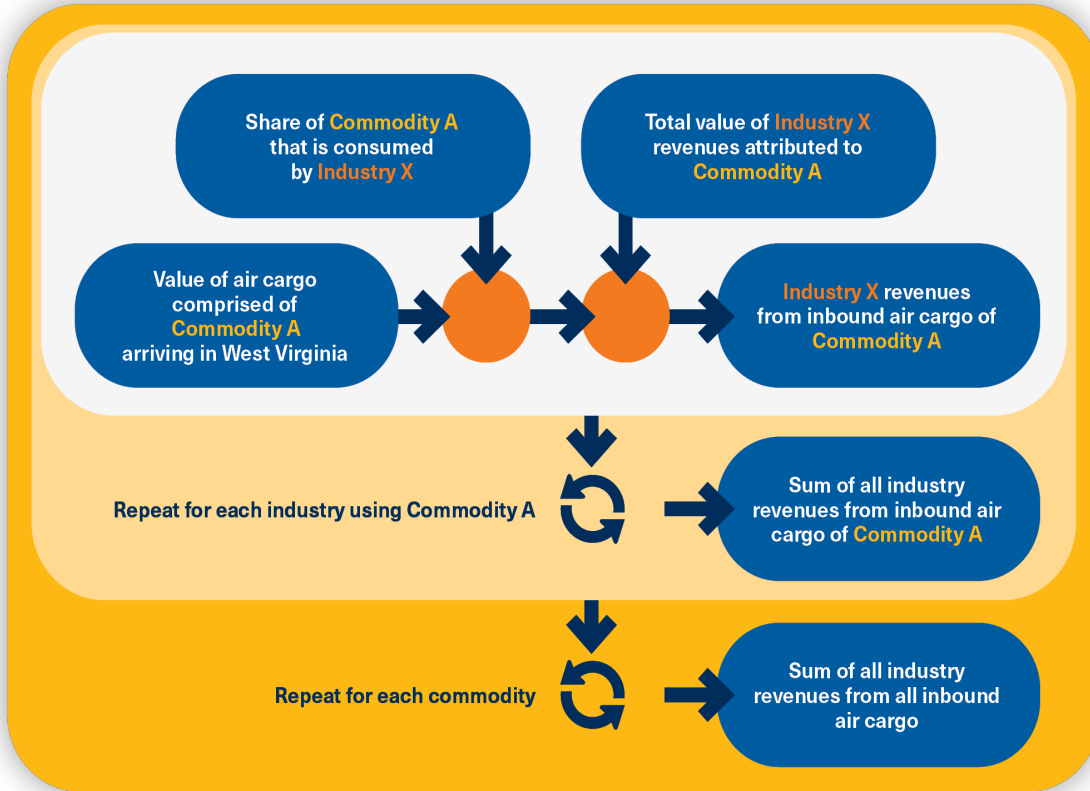 Share of Commodity A
that is consumed
by Industry X
Total value of Industry X
revenues attributed to
Commodity A
Value of air cargo
comprised of
Commodity A
arriving in West Virginia
Industry X revenues
from inbound air cargo of
Commodity A
Repeat for each industry using Commodity A
Sum of all industry
revenues from inbound air
cargo of Commodity A
Repeat for each commodity
Sum of all industry
revenues from all inbound
air cargo